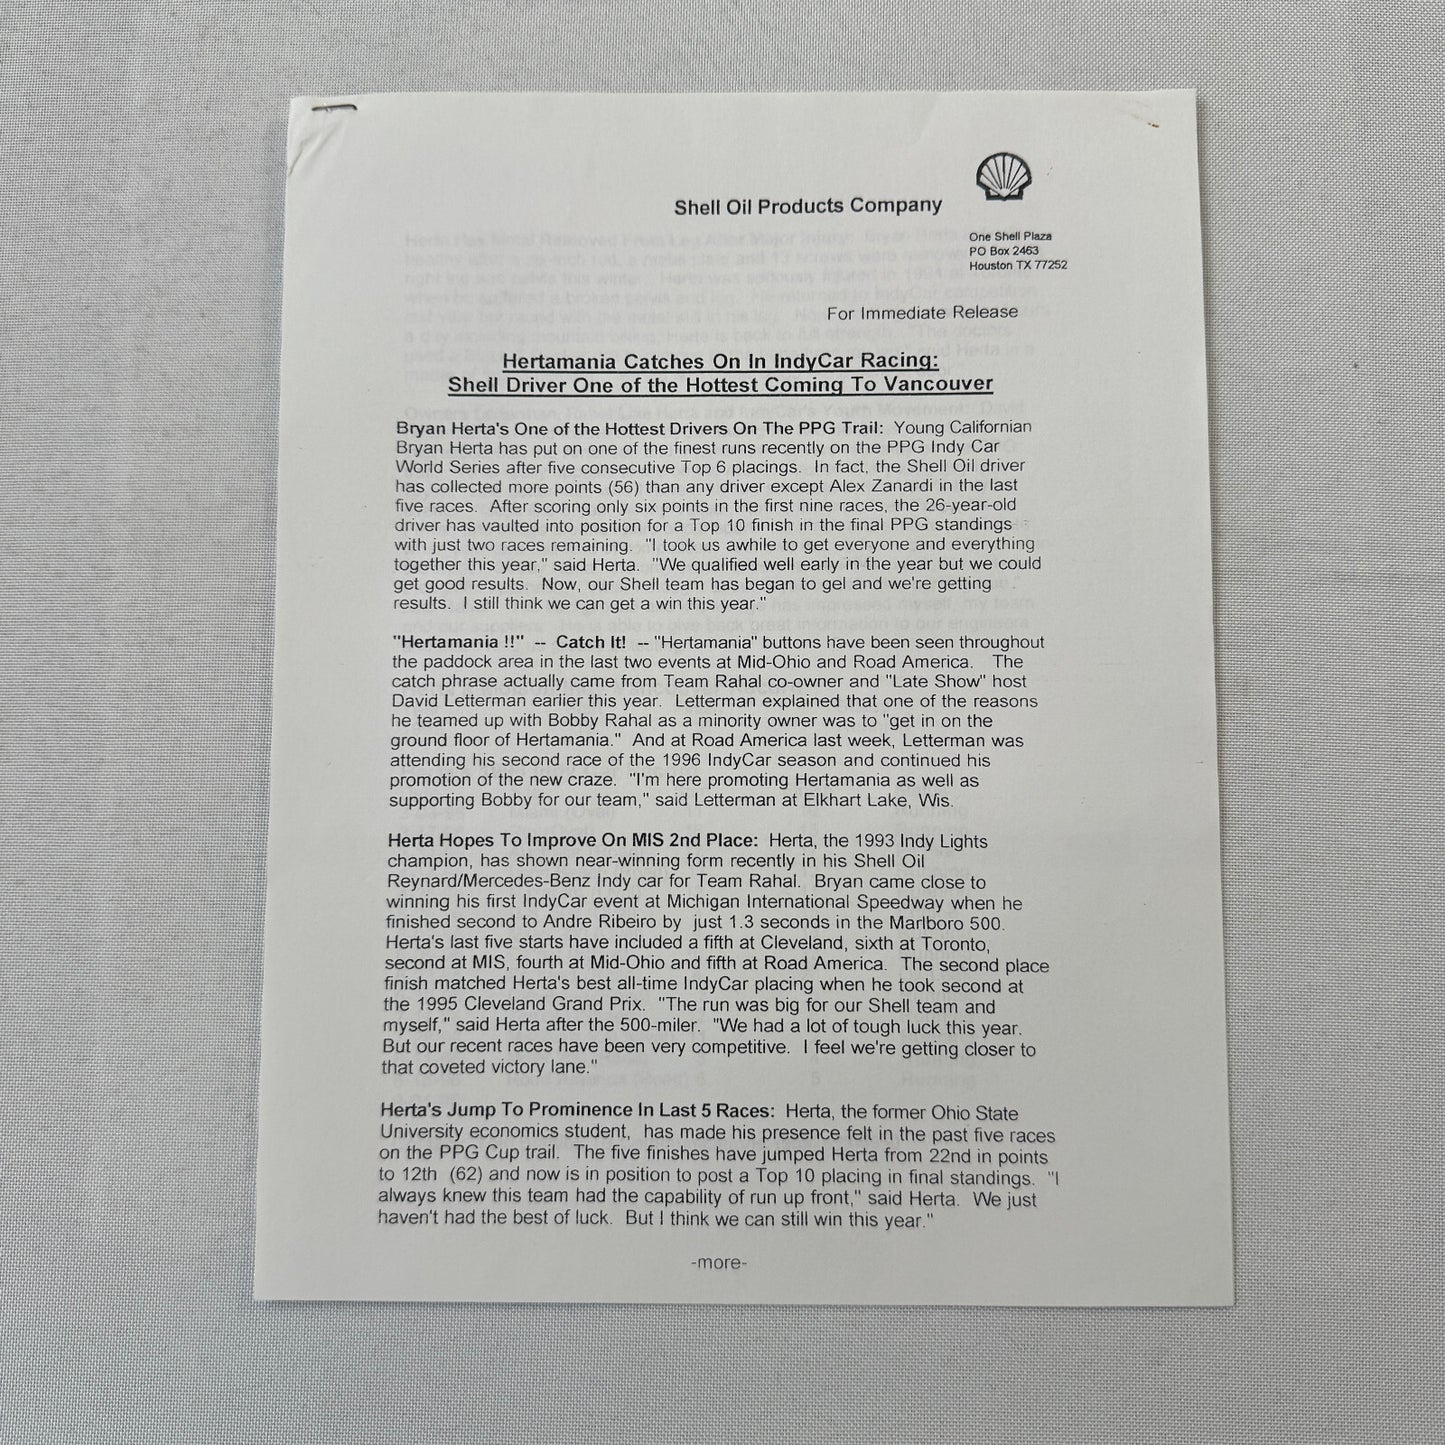 Shell Oil Products Company
One Shell Plaza
PO Box 2463
Houston TX 77252
For Immediate Release
Hertamania Catches On In IndyCar Racing:
Shell Driver One of the Hottest Coming To Vancouver
Bryan Herta's One of the Hottest Drivers On The PPG Trail: Young Californian
Bryan Herta has put on one of the finest runs recently on the PPG Indy Car
World Series after five consecutive Top 6 placings. In fact, the Shell Oil driver
has collected more points (56) than any driver except Alex Zanardi in the last
five races. After scoring only six points in the first nine races, the 26-year-old
driver has vaulted into position for a Top 10 finish in the final PPG standings
with just two races remaining. "I took us awhile to get everyone and everything
together this year," said Herta. "We qualified well early in the year but we could
get good results. Now, our Shell team has began to gel and we're getting
results. I still think we can get a win this year."
"Hertamania !!" -- Catch It! -- "Hertamania" buttons have been seen throughout
the paddock area in the last two events at Mid-Ohio and Road America. The
catch phrase actually came from Team Rahal co-owner and "Late Show" host
David Letterman earlier this year. Letterman explained that one of the reasons
he teamed up with Bobby Rahal as a minority owner was to "get in on the
ground floor of Hertamania." And at Road America last week, Letterman was
attending his second race of the 1996 IndyCar season and continued his
promotion of the new craze. "I'm here promoting Hertamania as well as
supporting Bobby for our team," said Letterman at Elkhart Lake, Wis.
Herta Hopes To Improve On MIS 2nd Place: Herta, the 1993 Indy Lights
champion, has shown near-winning form recently in his Shell Oil
Reynard/Mercedes-Benz Indy car for Team Rahal. Bryan came close to
winning his first IndyCar event at Michigan International Speedway when he
finished second to Andre Ribeiro by just 1.3 seconds in the Marlboro 500.
Herta's last five starts have included a fifth at Cleveland, sixth at Toronto,
second at MIS, fourth at Mid-Ohio and fifth at Road America. The second place
finish matched Herta's best all-time IndyCar placing when he took second at
the 1995 Cleveland Grand Prix. "The run was big for our Shell team and
myself," said Herta after the 500-miler. "We had a lot of tough luck this year.
But our recent races have been very competitive. I feel we're getting closer to
that coveted victory lane."
Herta's Jump To Prominence In Last 5 Races: Herta, the former Ohio State
University economics student, has made his presence felt in the past five races
on the PPG Cup trail. The five finishes have jumped Herta from 22nd in points
to 12th (62) and now is in position to post a Top 10 placing in final standings. "I
always knew this team had the capability of run up front," said Herta. We just
haven't had the best of luck. But I think we can still win this year."
-more-